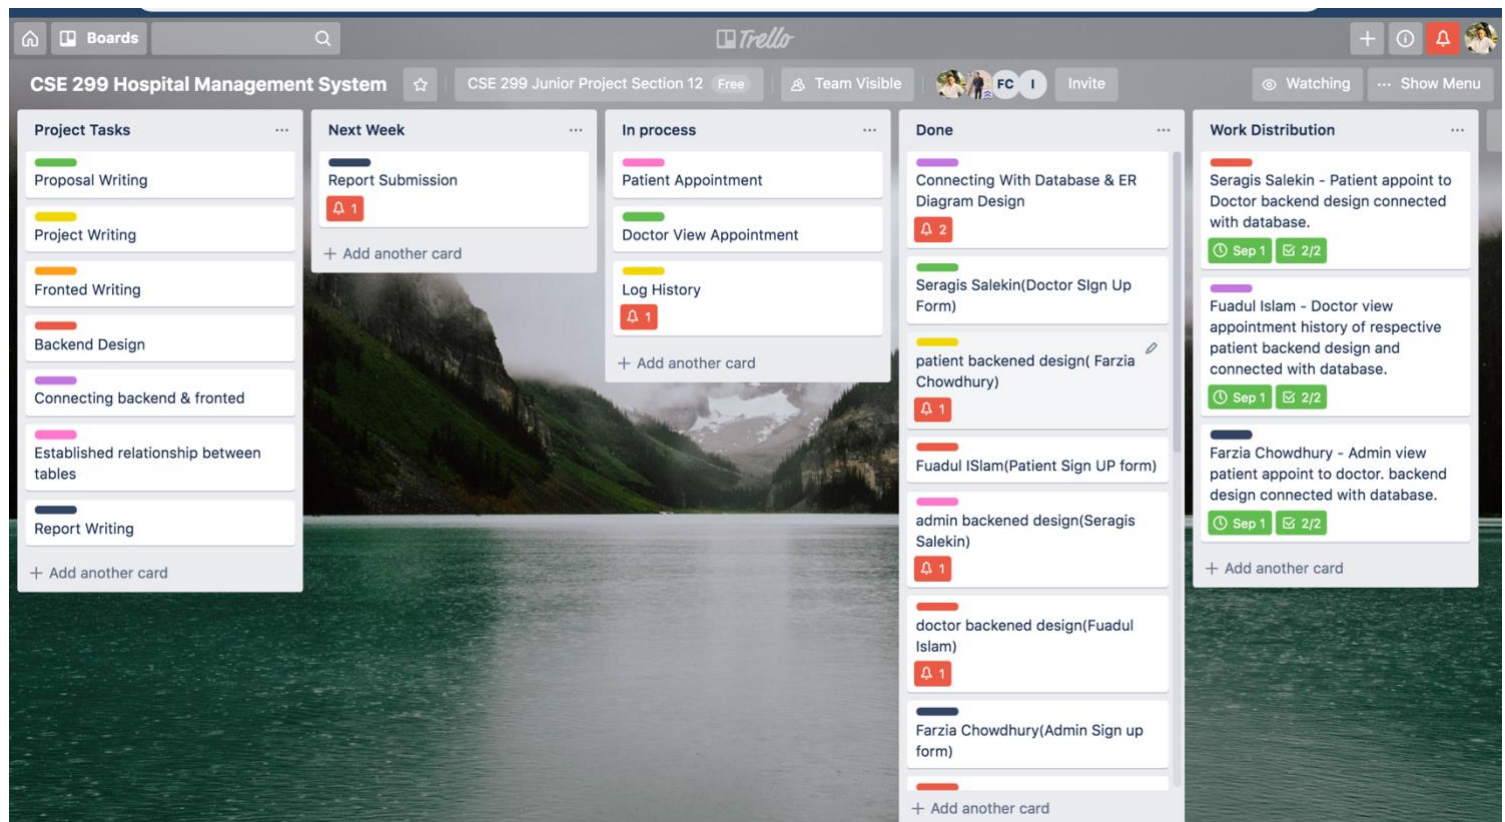 Boards
Trello
CSE 299 Hospital Management System
CSE 299 Junior Project Section 12 Free
Team Visible
FC
I
Invite
Watching
... Show Menu
Project Tasks
Proposal Writing
Project Writing
Fronted Writing
Backend Design
Connecting backend & fronted
Established relationship between
tables
Report Writing
+ Add another card
Next Week
Report Submission
1
+ Add another card
In process
Patient Appointment
Doctor View Appointment
Log History
1
+ Add another card
Done
Connecting With Database & ER
Diagram Design
2
Seragis Salekin(Doctor SIgn Up
Form)
patient backened design( Farzia
Chowdhury)
1
Fuadul ISlam(Patient Sign UP form)
admin backened design(Seragis
Salekin)
1
doctor backened design(Fuadul
Islam)
1
Farzia Chowdhury(Admin Sign up
form)
+ Add another card
Work Distribution
Seragis Salekin - Patient appoint to
Doctor backend design connected
with database.
Sep 1 2/2
Fuadul Islam - Doctor view
appointment history of respective
patient backend design and
connected with database.
Sep 1 2/2
Farzia Chowdhury - Admin view
patient appoint to doctor. backend
design connected with database.
Sep 1 2/2
+ Add another card